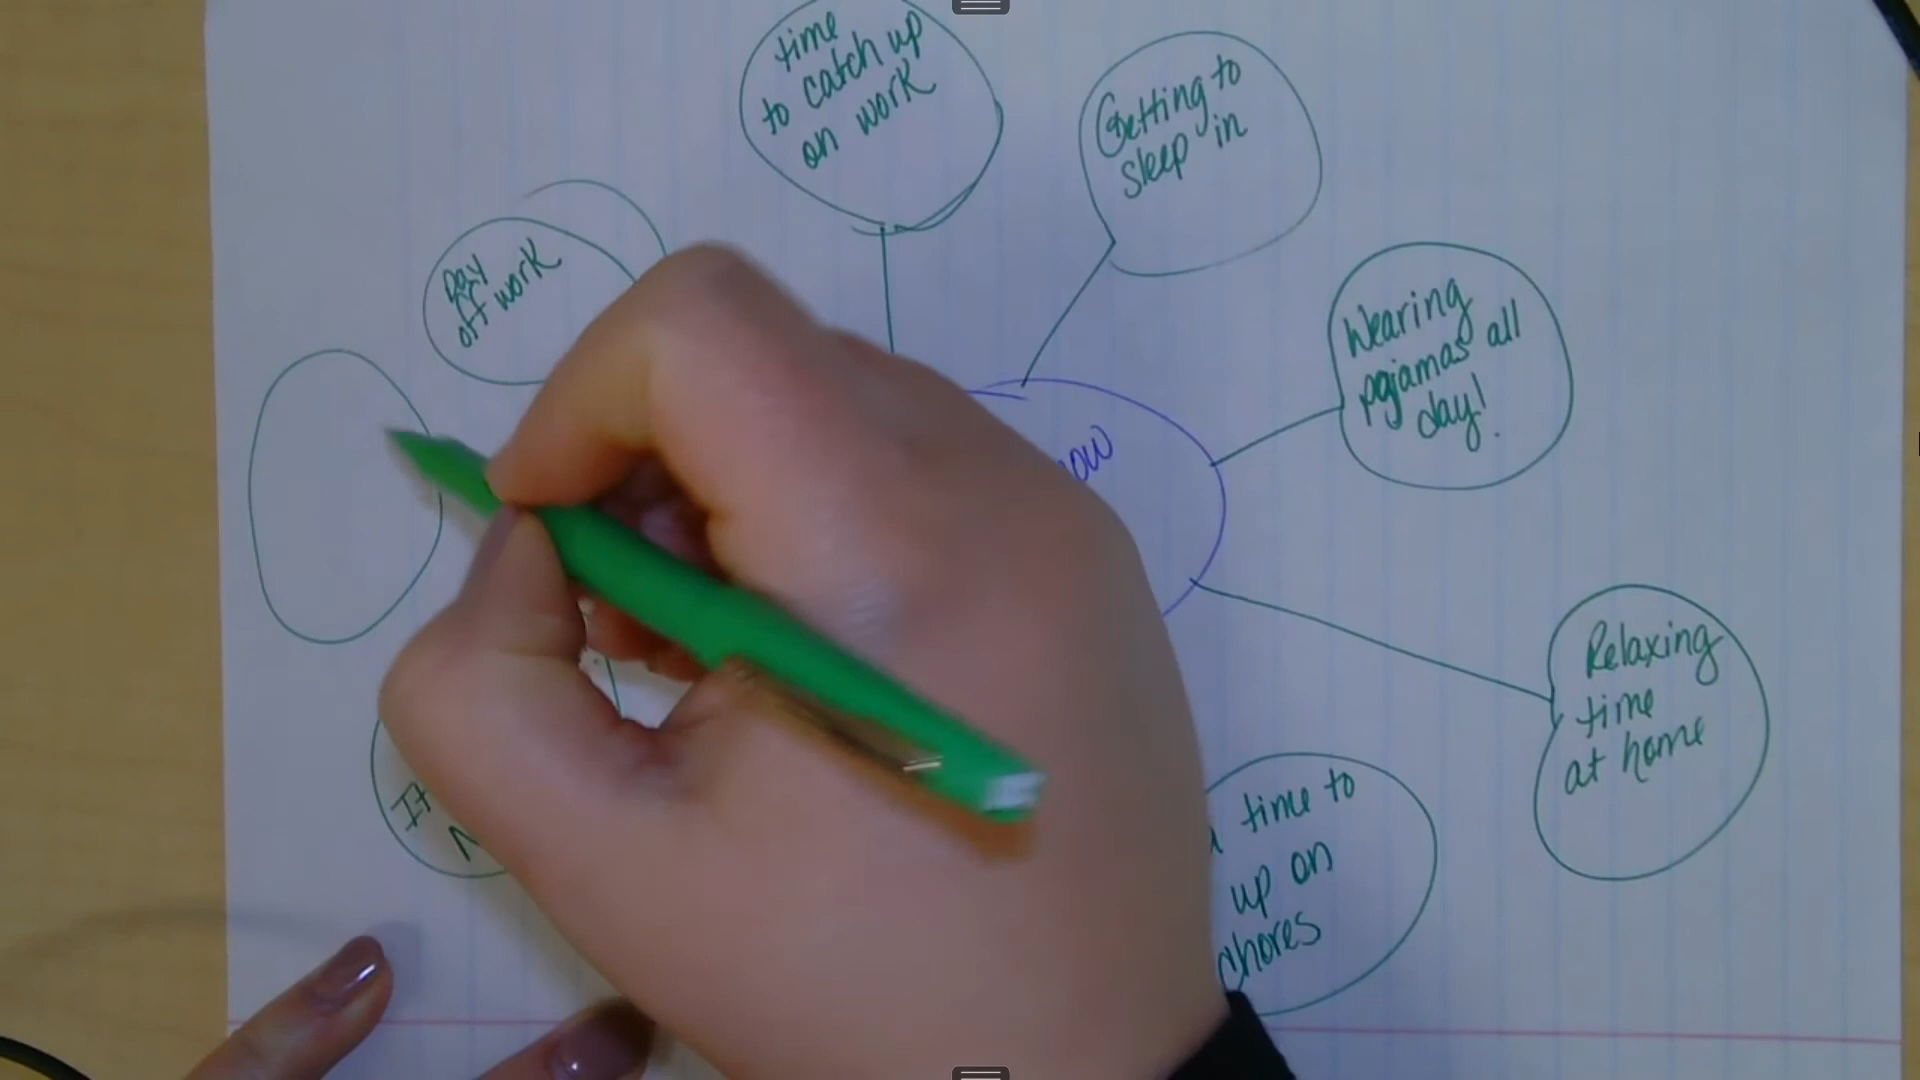 time
to catch up
on work
Getting to
sleep in
Day
off work
Wearing
pajamas all
day!
Relaxing
time
at home
time to
up on
chores
It